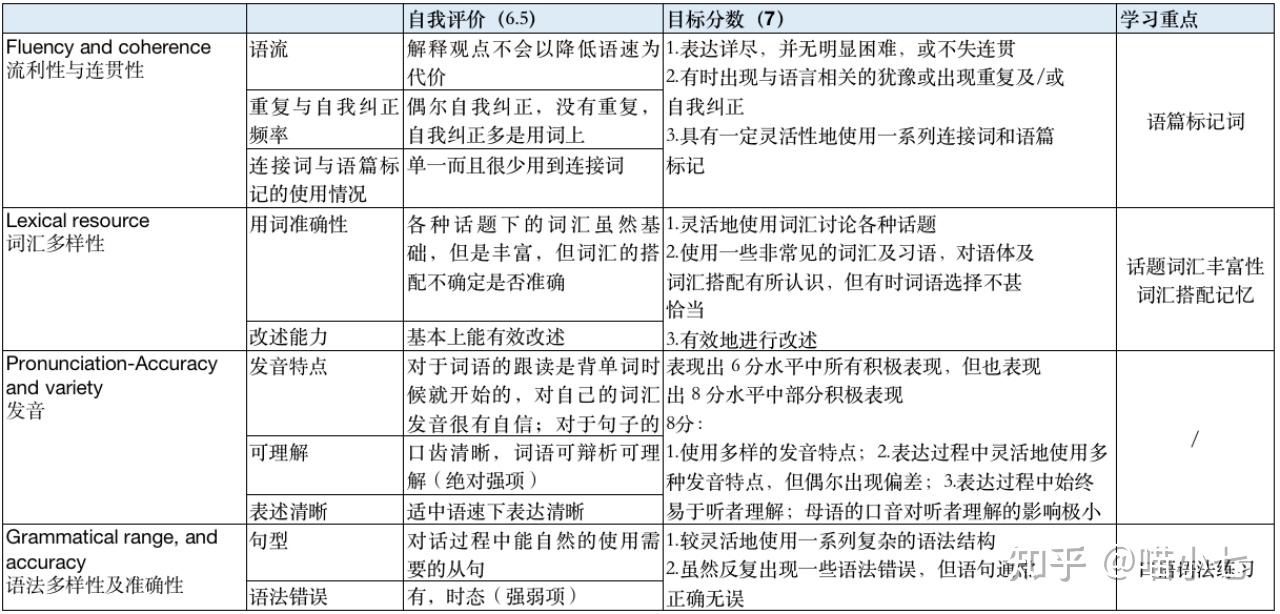 自我评价（6.5）
目标分数（7）
学习重点
Fluency and coherence
流利性与连贯性
语流
解释观点不会以降低语速为
代价
重复与自我纠正
频率
偶尔自我纠正，没有重复，
自我纠正多是用词上
连接词与语篇标
记的使用情况
单一而且很少用到连接词
1.表达详尽，并无明显困难，或不失连贯
2.有时出现与语言相关的犹豫或出现重复及/或
自我纠正
3.具有一定灵活性地使用一系列连接词和语篇
标记
语篇标记词
Lexical resource
词汇多样性
用词准确性
各种话题下的词汇虽然基
础，但是丰富，但词汇的搭
配不确定是否准确
改述能力
基本上能有效改述
1.灵活地使用词汇讨论各种话题
2.使用一些非常见的词汇及习语，对语体及
词汇搭配有所认识，但有时词语选择不甚
恰当
3.有效地进行改述
话题词汇丰富性
词汇搭配记忆
Pronunciation-Accuracy
and variety
发音
发音特点
对于词语的跟读是背单词时
候就开始的，对自己的词汇
发音很有自信；对于句子的
可理解
口齿清晰，词语可辩析可理
解（绝对强项）
表述清晰
适中语速下表达清晰
表现出 6 分水平中所有积极表现，但也表现
出 8 分水平中部分积极表现
8分：
1.使用多样的发音特点；2.表达过程中灵活地使用多
种发音特点，但偶尔出现偏差；3.表达过程中始终
易于听者理解；母语的口音对听者理解的影响极小
/
Grammatical range, and
accuracy
语法多样性及准确性
句型
对话过程中能自然的使用需
要的从句
语法错误
有，时态（强弱项）
1.较灵活地使用一系列复杂的语法结构
2.虽然反复出现一些语法错误，但语句通常
正确无误
语法练习
知乎 @喵小七